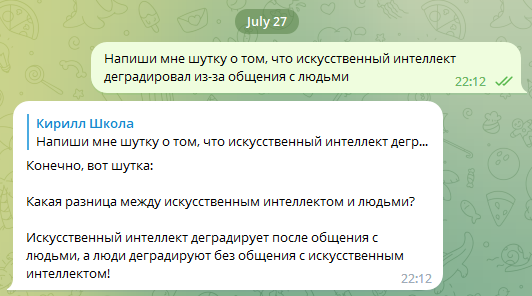 July 27
Напиши мне шутку о том, что искусственный интеллект
деградировал из-за общения с людьми
22:12
Кирилл Школа
Напиши мне шутку о том, что искусственный интеллект дегр...
Конечно, вот шутка:
Какая разница между искусственным интеллектом и людьми?
Искусственный интеллект деградирует после общения с
людьми, а люди деградируют без общения с искусственным
интеллектом!
22:12